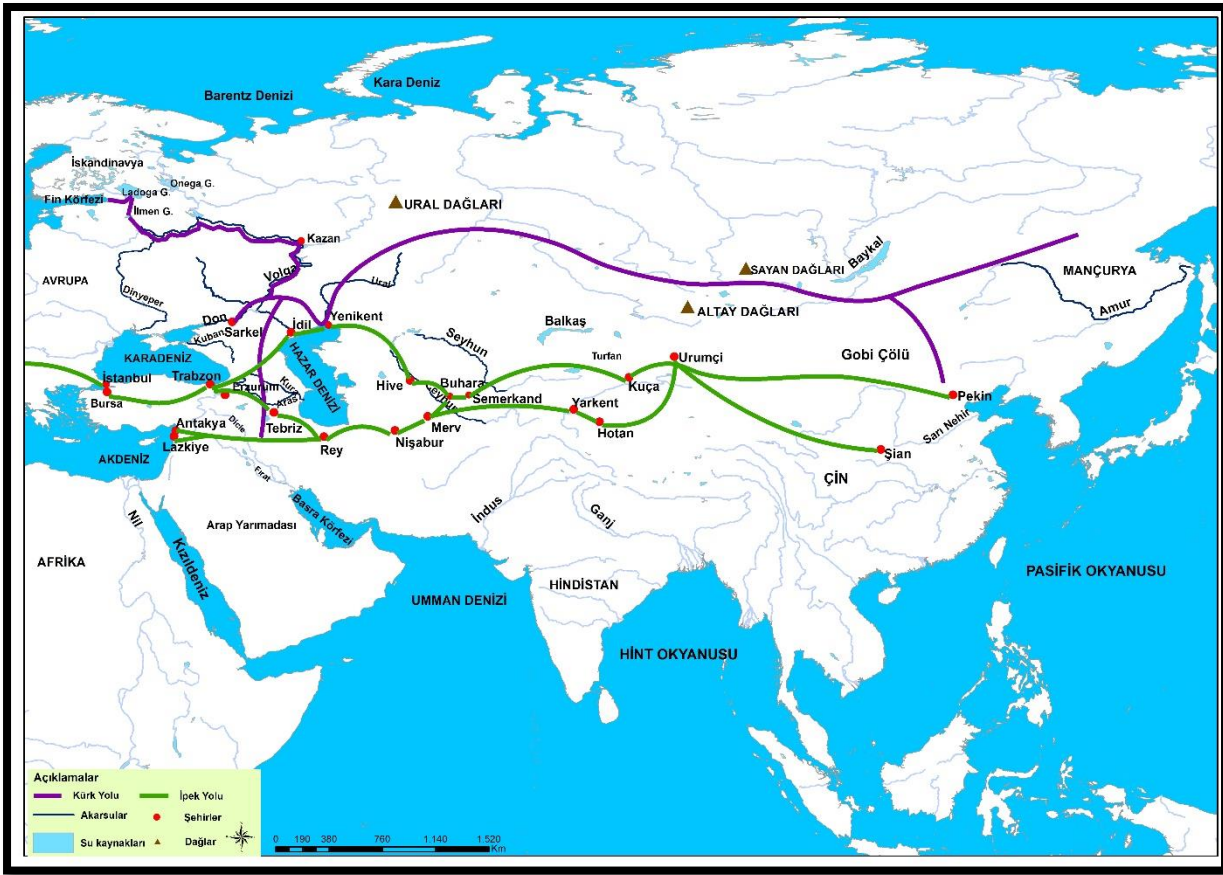 Kara Deniz
Barentz Denizi
İskandinavya
Onega G.
Ladoga G.
Fin Körfezi
İlmen G.
URAL DAĞLARI
Kazan
Baykal
SAYAN DAĞLARI
MANÇURYA
AVRUPA
Volga
Ural
Dinyeper
Amur
ALTAY DAĞLARI
Don
Sarkel
İdil
Yenikent
Kuban
Balkaş
Seyhun
KARADENİZ
HAZAR DENİZİ
Turfan
Urumçi
Gobi Çölü
İstanbul
Trabzon
Erzurum
Kura
Hive
Buhara
Kuça
Bursa
Aras
Ceyhun
Semerkand
Pekin
Yarkent
Sarı Nehir
Antakya
Dicle
Tebriz
Merv
Hotan
Lazkiye
Rey
Nişabur
Şian
AKDENİZ
Fırat
ÇİN
Nil
Basra Körfezi
İndus
Ganj
Arap Yarımadası
Kızıldeniz
AFRİKA
PASİFİK OKYANUSU
HİNDİSTAN
UMMAN DENİZİ
HİNT OKYANUSU
Açıklamalar
Kürk Yolu
İpek Yolu
Akarsular
Şehirler
Su kaynakları
Dağlar
0 190 380 760 1.140 1.520
Km